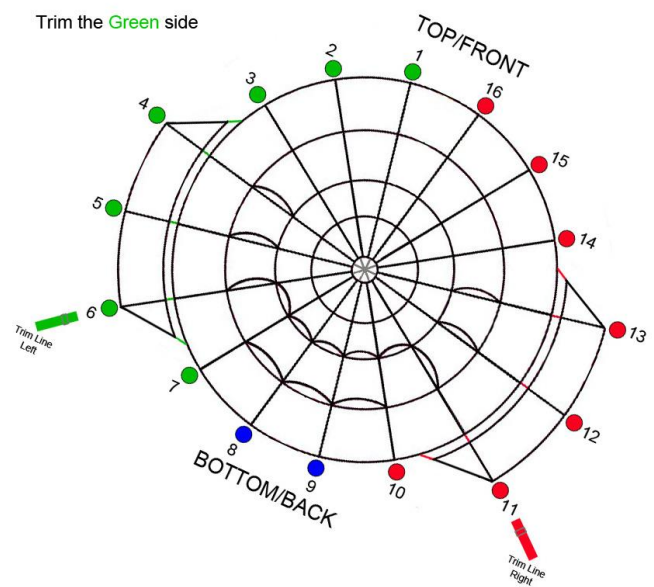 Trim the Green side
TOP/FRONT
1
2
3
4
5
6
7
8
9
10
11
12
13
14
15
16
Trim Line
Left
BOTTOM/BACK
Trim Line
Right